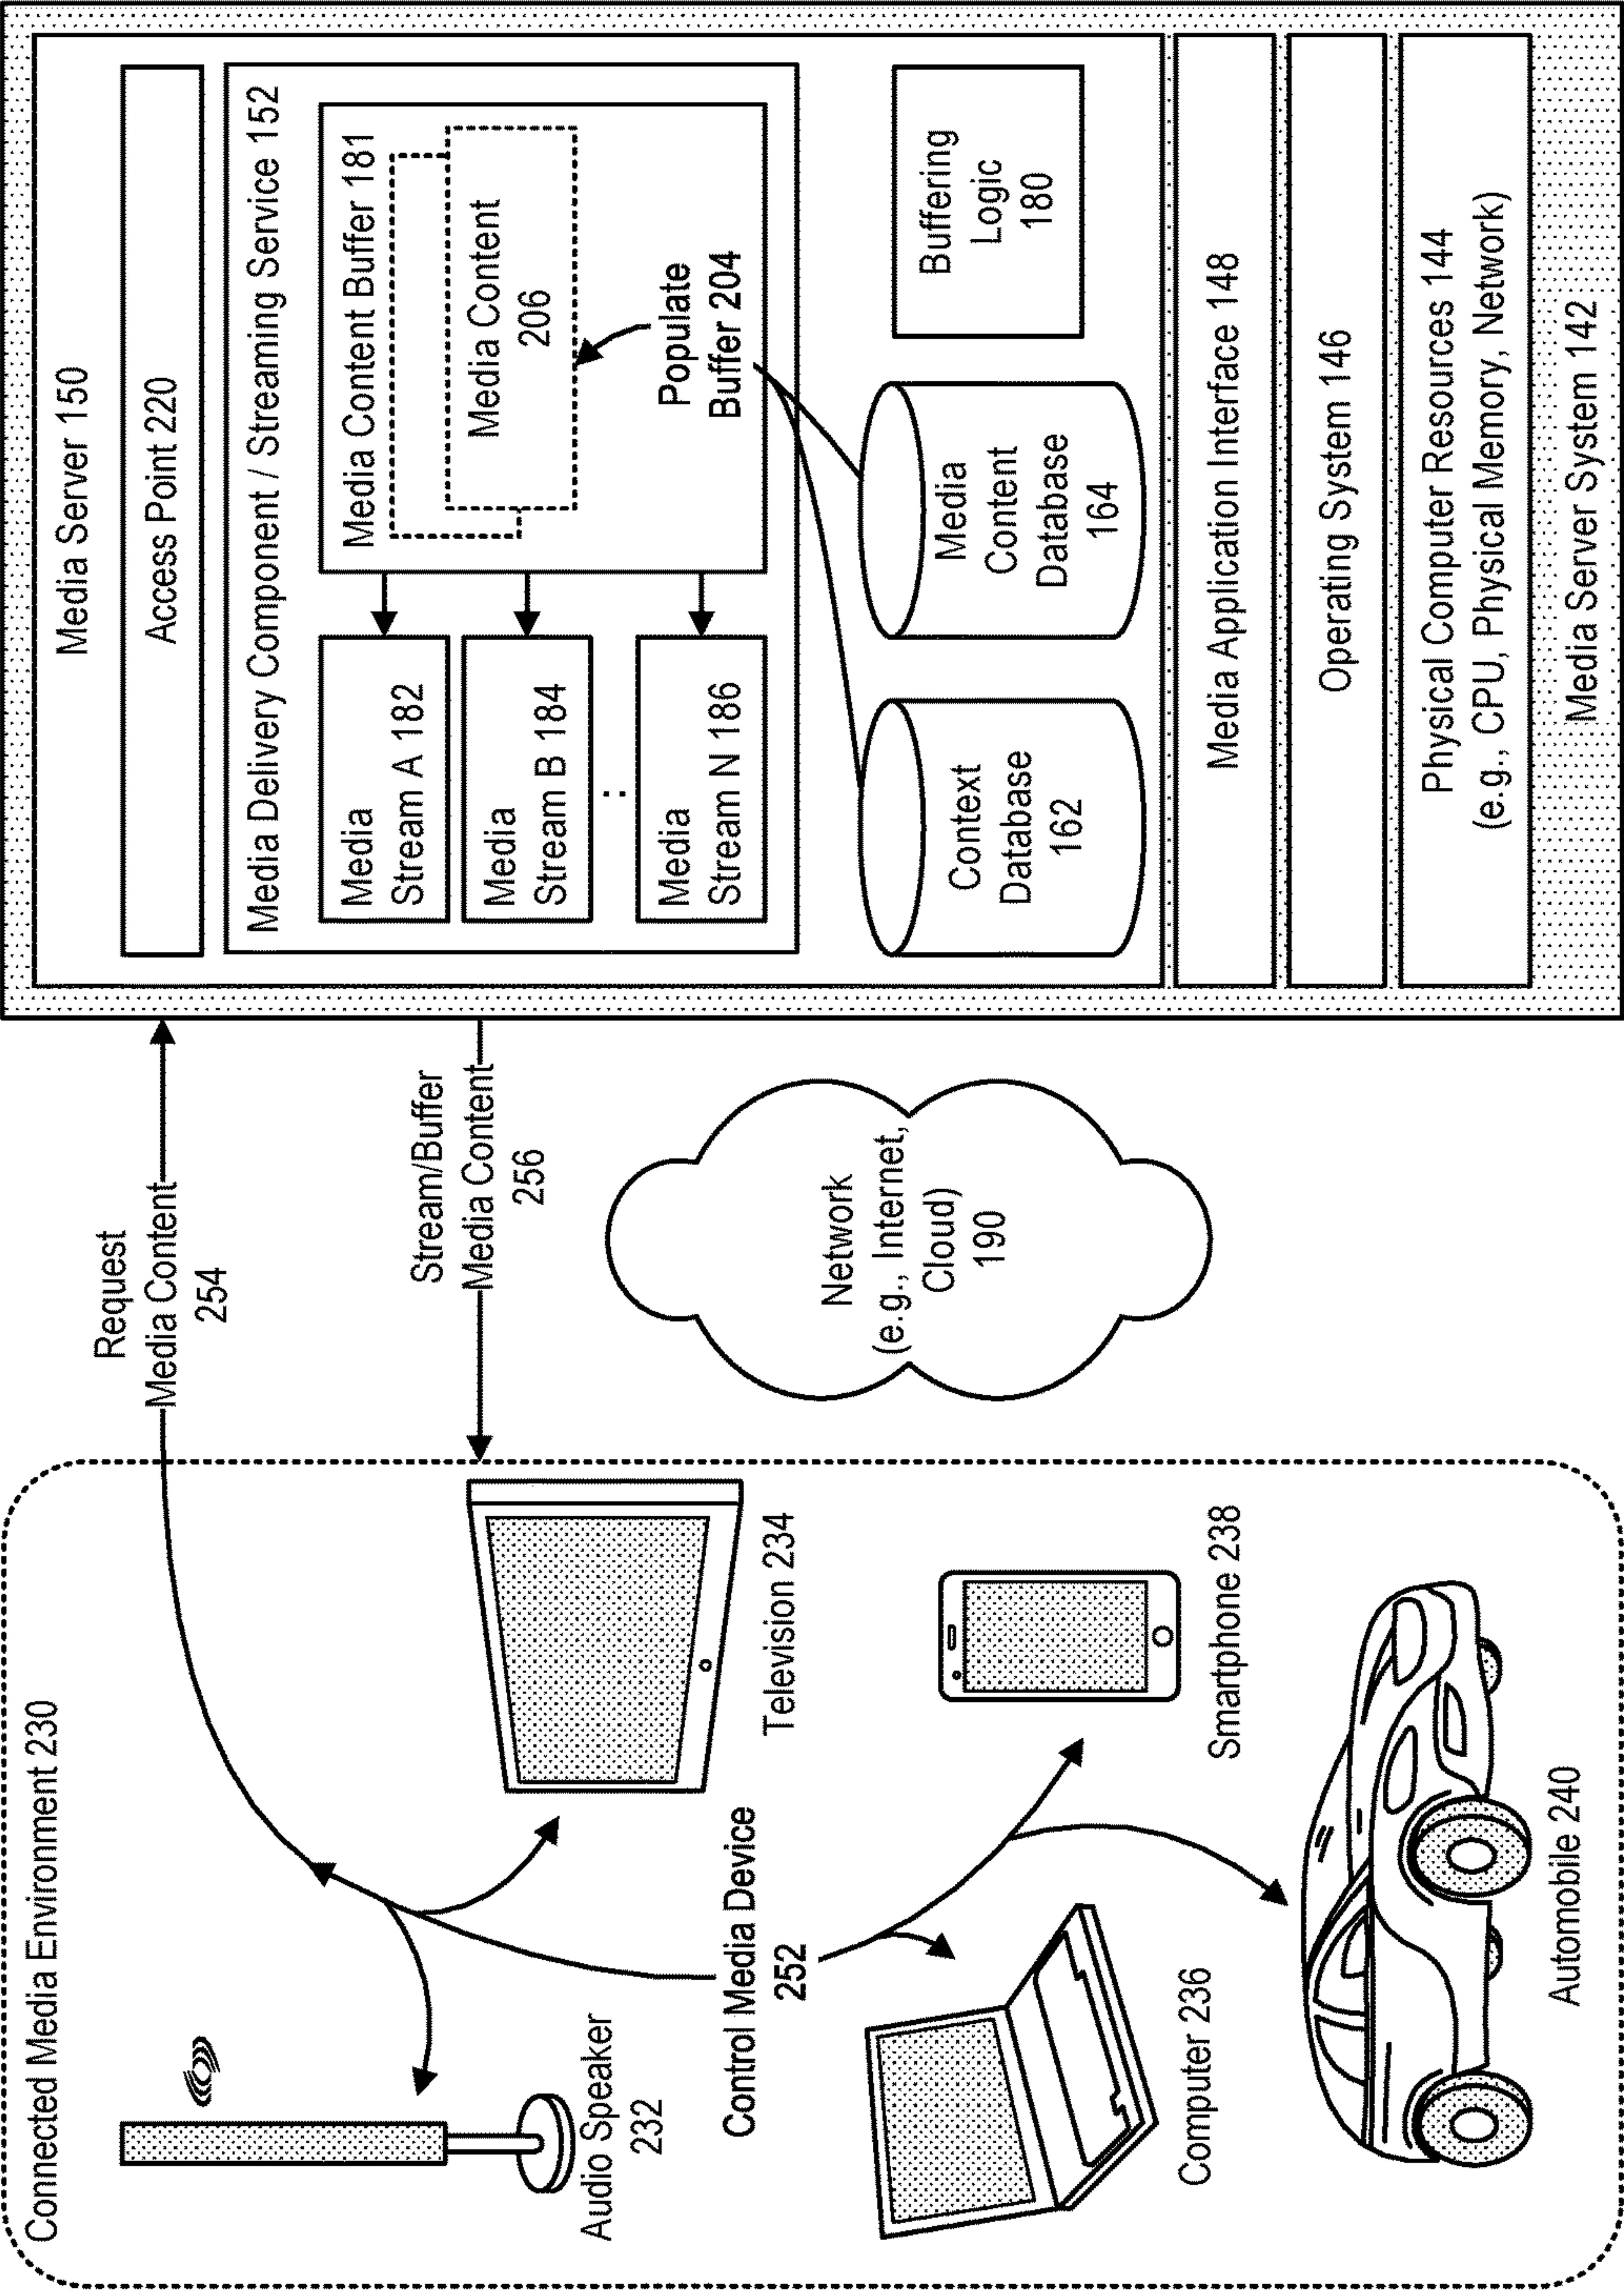 Connected Media Environment 230
Audio Speaker
232
Television 234
Control Media Device
252
Computer 236
Smartphone 238
Automobile 240
Request
Media Content
254
Stream/Buffer
Media Content
256
Network
(e.g., Internet,
Cloud)
190
Media Server 150
Access Point 220
Media Delivery Component / Streaming Service 152
Media
Stream A 182
Media
Stream B 184
:
Media
Stream N 186
Media Content Buffer 181
Media Content
206
Populate
Buffer 204
Context
Database
162
Media
Content
Database
164
Buffering
Logic
180
Media Application Interface 148
Operating System 146
Physical Computer Resources 144
(e.g., CPU, Physical Memory, Network)
Media Server System 142